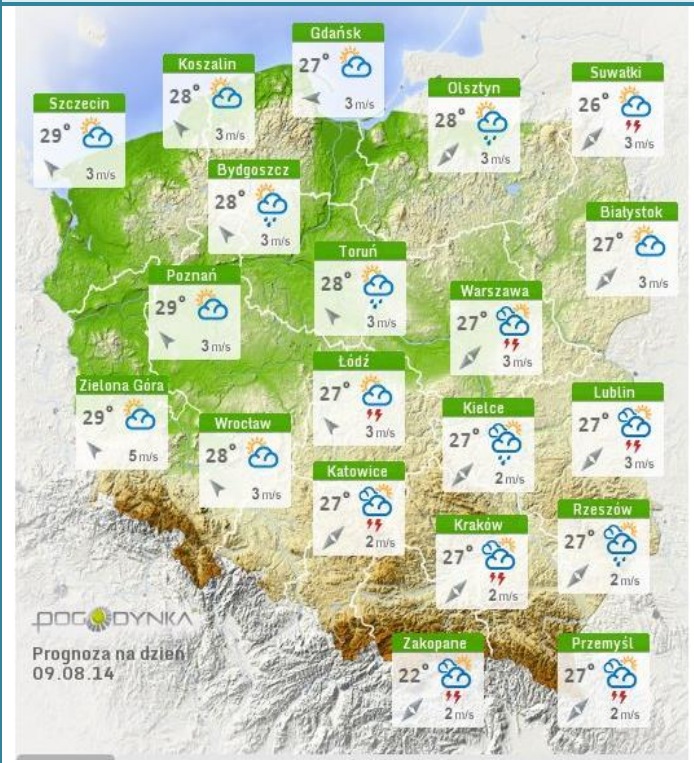 Gdańsk
27°
3 m/s
Koszalin
28°
3 m/s
Szczecin
29°
3 m/s
Olsztyn
28°
3 m/s
Suwałki
26°
3 m/s
Bydgoszcz
28°
3 m/s
Białystok
27°
3 m/s
Toruń
28°
3 m/s
Poznań
29°
3 m/s
Warszawa
27°
3 m/s
Łódź
27°
3 m/s
Zielona Góra
29°
5 m/s
Wrocław
28°
3 m/s
Kielce
27°
2 m/s
Lublin
27°
3 m/s
Katowice
27°
2 m/s
Kraków
27°
2 m/s
Rzeszów
27°
2 m/s
POGODYNKA
Prognoza na dzień
09.08.14
Zakopane
22°
2 m/s
Przemyśl
27°
2 m/s